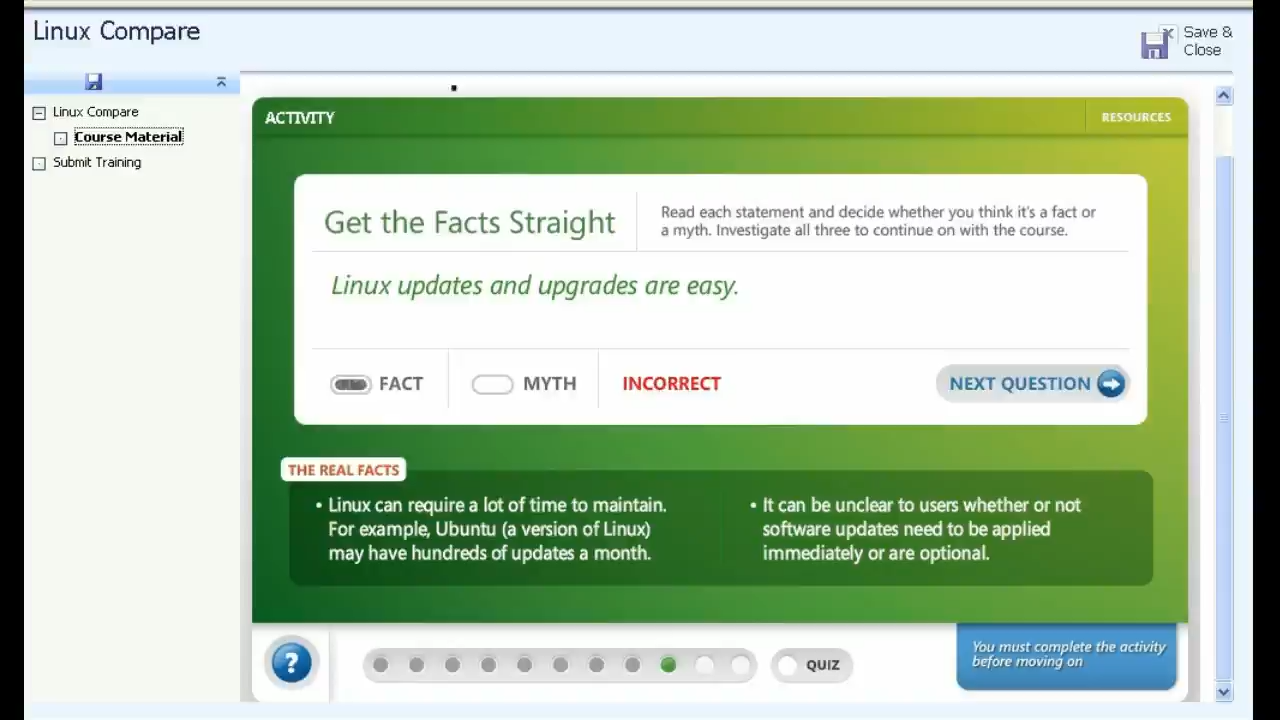 Linux Compare
Save &
Close
Linux Compare
Course Material
Submit Training
ACTIVITY
RESOURCES
Get the Facts Straight
Read each statement and decide whether you think it's a fact or
a myth. Investigate all three to continue on with the course.
Linux updates and upgrades are easy.
FACT
MYTH
INCORRECT
NEXT QUESTION
THE REAL FACTS
• Linux can require a lot of time to maintain.
For example, Ubuntu (a version of Linux)
may have hundreds of updates a month.
• It can be unclear to users whether or not
software updates need to be applied
immediately or are optional.
?
QUIZ
You must complete the activity
before moving on